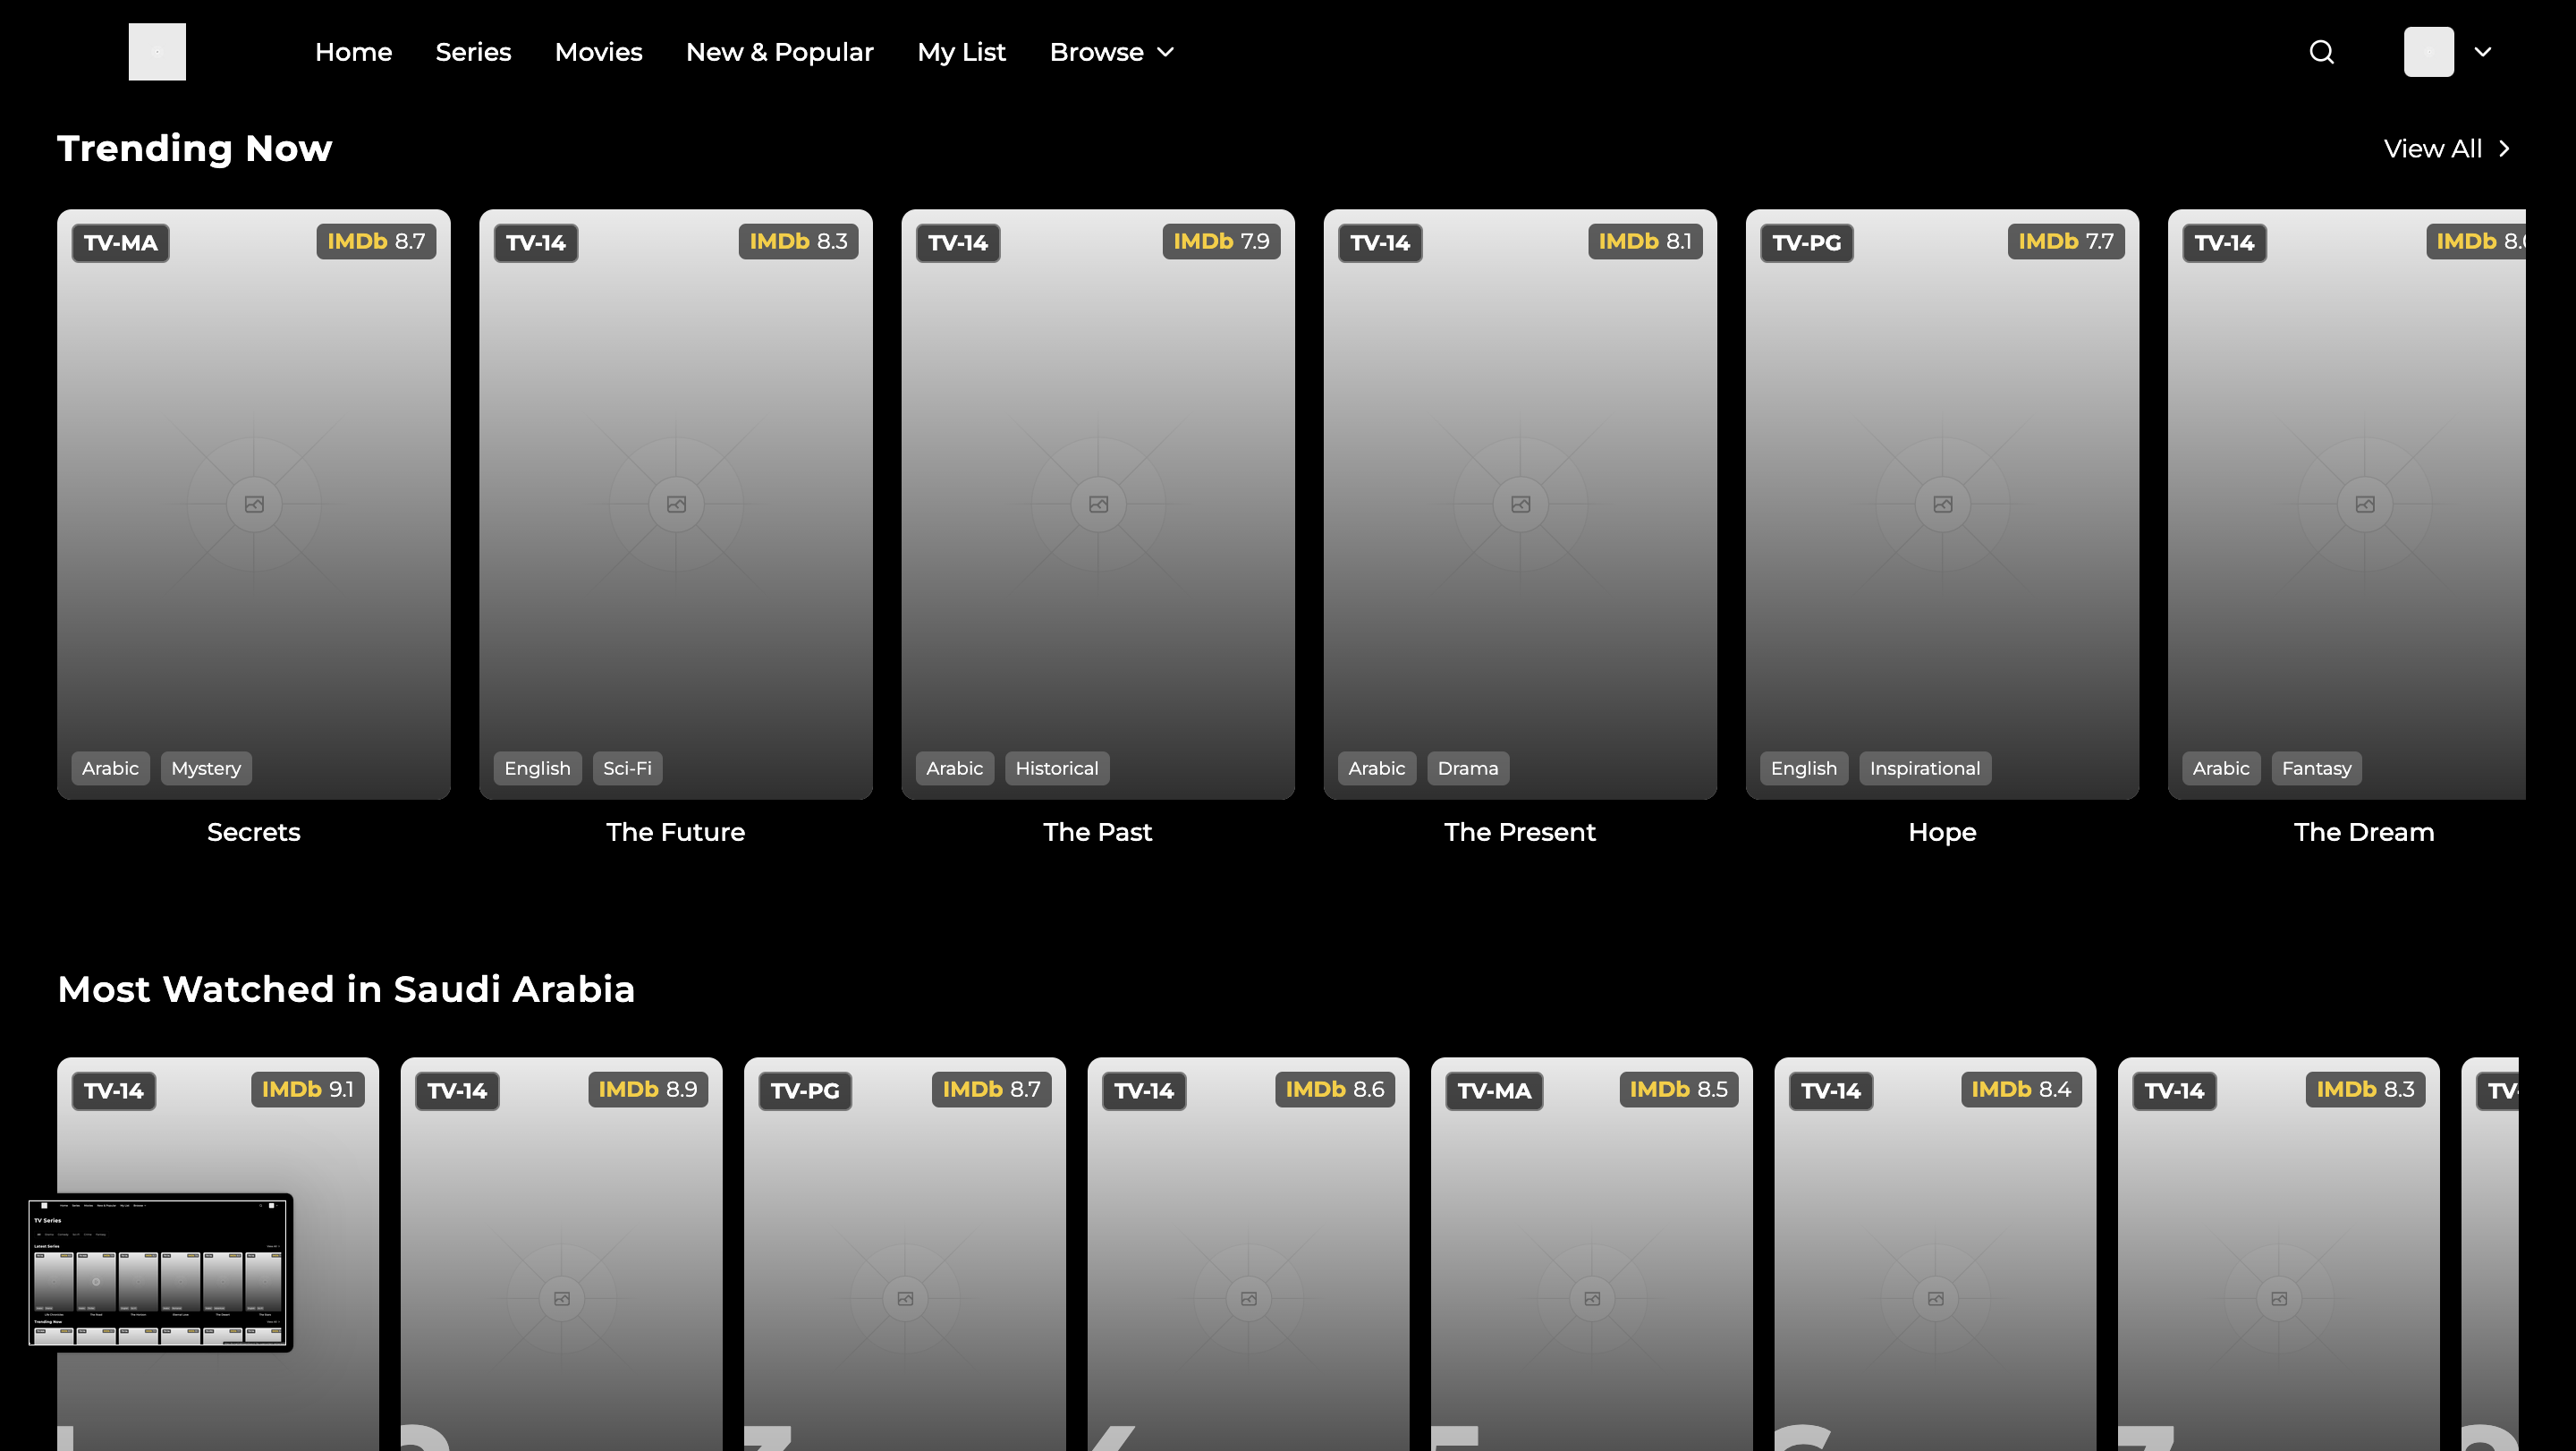 Home Series Movies New & Popular My List Browse
Trending Now
View All
TV-MA IMDb 8.7
TV-14 IMDb 8.3
TV-14 IMDb 7.9
TV-14 IMDb 8.1
TV-PG IMDb 7.7
TV-14 IMDb
Arabic Mystery
English Sci-Fi
Arabic Historical
Arabic Drama
English Inspirational
Arabic Fantasy
Secrets
The Future
The Past
The Present
Hope
The Dream
Most Watched in Saudi Arabia
TV-14 IMDb 9.1
TV-14 IMDb 8.9
TV-PG IMDb 8.7
TV-14 IMDb 8.6
TV-MA IMDb 8.5
TV-14 IMDb 8.4
TV-14 IMDb 8.3
TV Series
Latest Series
Trending Now